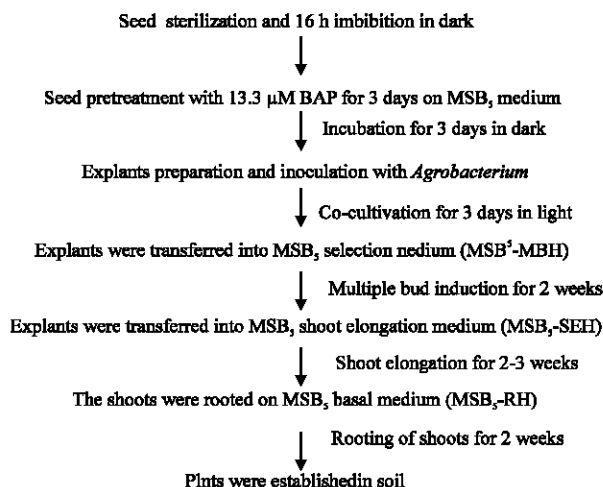 Seed sterilization and 16 h imbibition in dark
Seed pretreatment with 13.3 µM BAP for 3 days on MSB₅ medium
Incubation for 3 days in dark
Explants preparation and inoculation with Agrobacterium
Co-cultivation for 3 days in light
Explants were transferred into MSB₅ selection nedium (MSB⁵-MBH)
Multiple bud induction for 2 weeks
Explants were transferred into MSB₅ shoot elongation medium (MSB₅-SEH)
Shoot elongation for 2-3 weeks
The shoots were rooted on MSB₅ basal medium (MSB₅-RH)
Rooting of shoots for 2 weeks
Plnts were establishedin soil